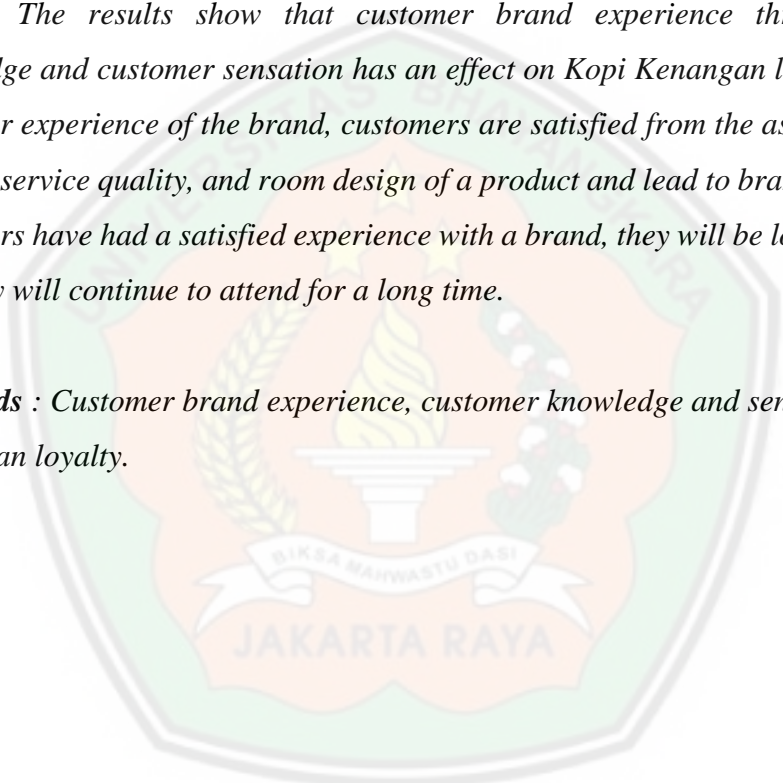 The results show that customer brand experience th
dge and customer sensation has an effect on Kopi Kenangan l
r experience of the brand, customers are satisfied from the as
service quality, and room design of a product and lead to bra
rs have had a satisfied experience with a brand, they will be l
y will continue to attend for a long time.
ds : Customer brand experience, customer knowledge and sen
an loyalty.
UNIVERSITAS BHAYANGKARA
BIKSA MAHWASTU DASI
JAKARTA RAYA